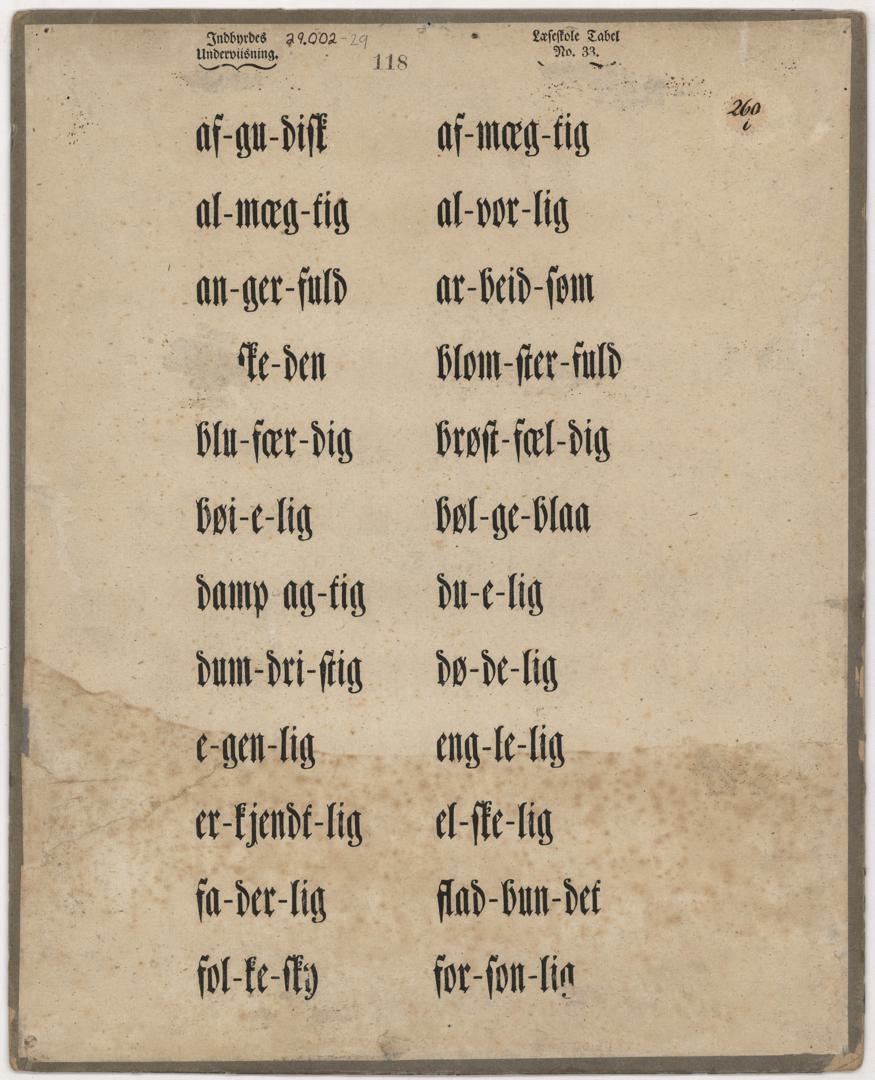 Indbyrdes Underviisning.
29.002-29
118
Læseskole Tabel No. 33.
260
i
af-gu-disk af-mæg-tig
al-mæg-tig al-vor-lig
an-ger-fuld ar-beid-som
ske-den blom-ster-fuld
blu-fær-dig brøst-fæl-dig
bøi-e-lig bøl-ge-blaa
damp ag-tig du-e-lig
dum-dri-stig dø-de-lig
e-gen-lig eng-le-lig
er-kjendt-lig el-ske-lig
fa-der-lig flad-bun-det
fol-ke-sky for-son-lig